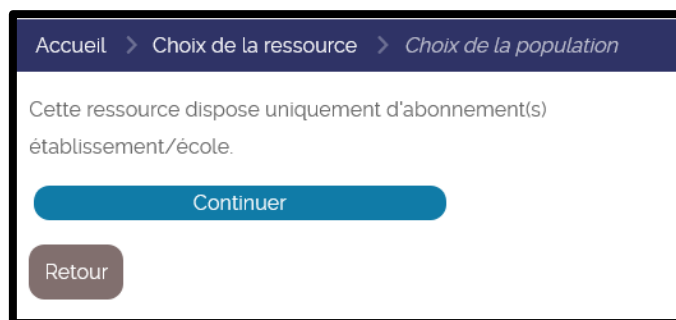 Accueil > Choix de la ressource > Choix de la population
Cette ressource dispose uniquement d'abonnement(s)
établissement/école.
Continuer
Retour